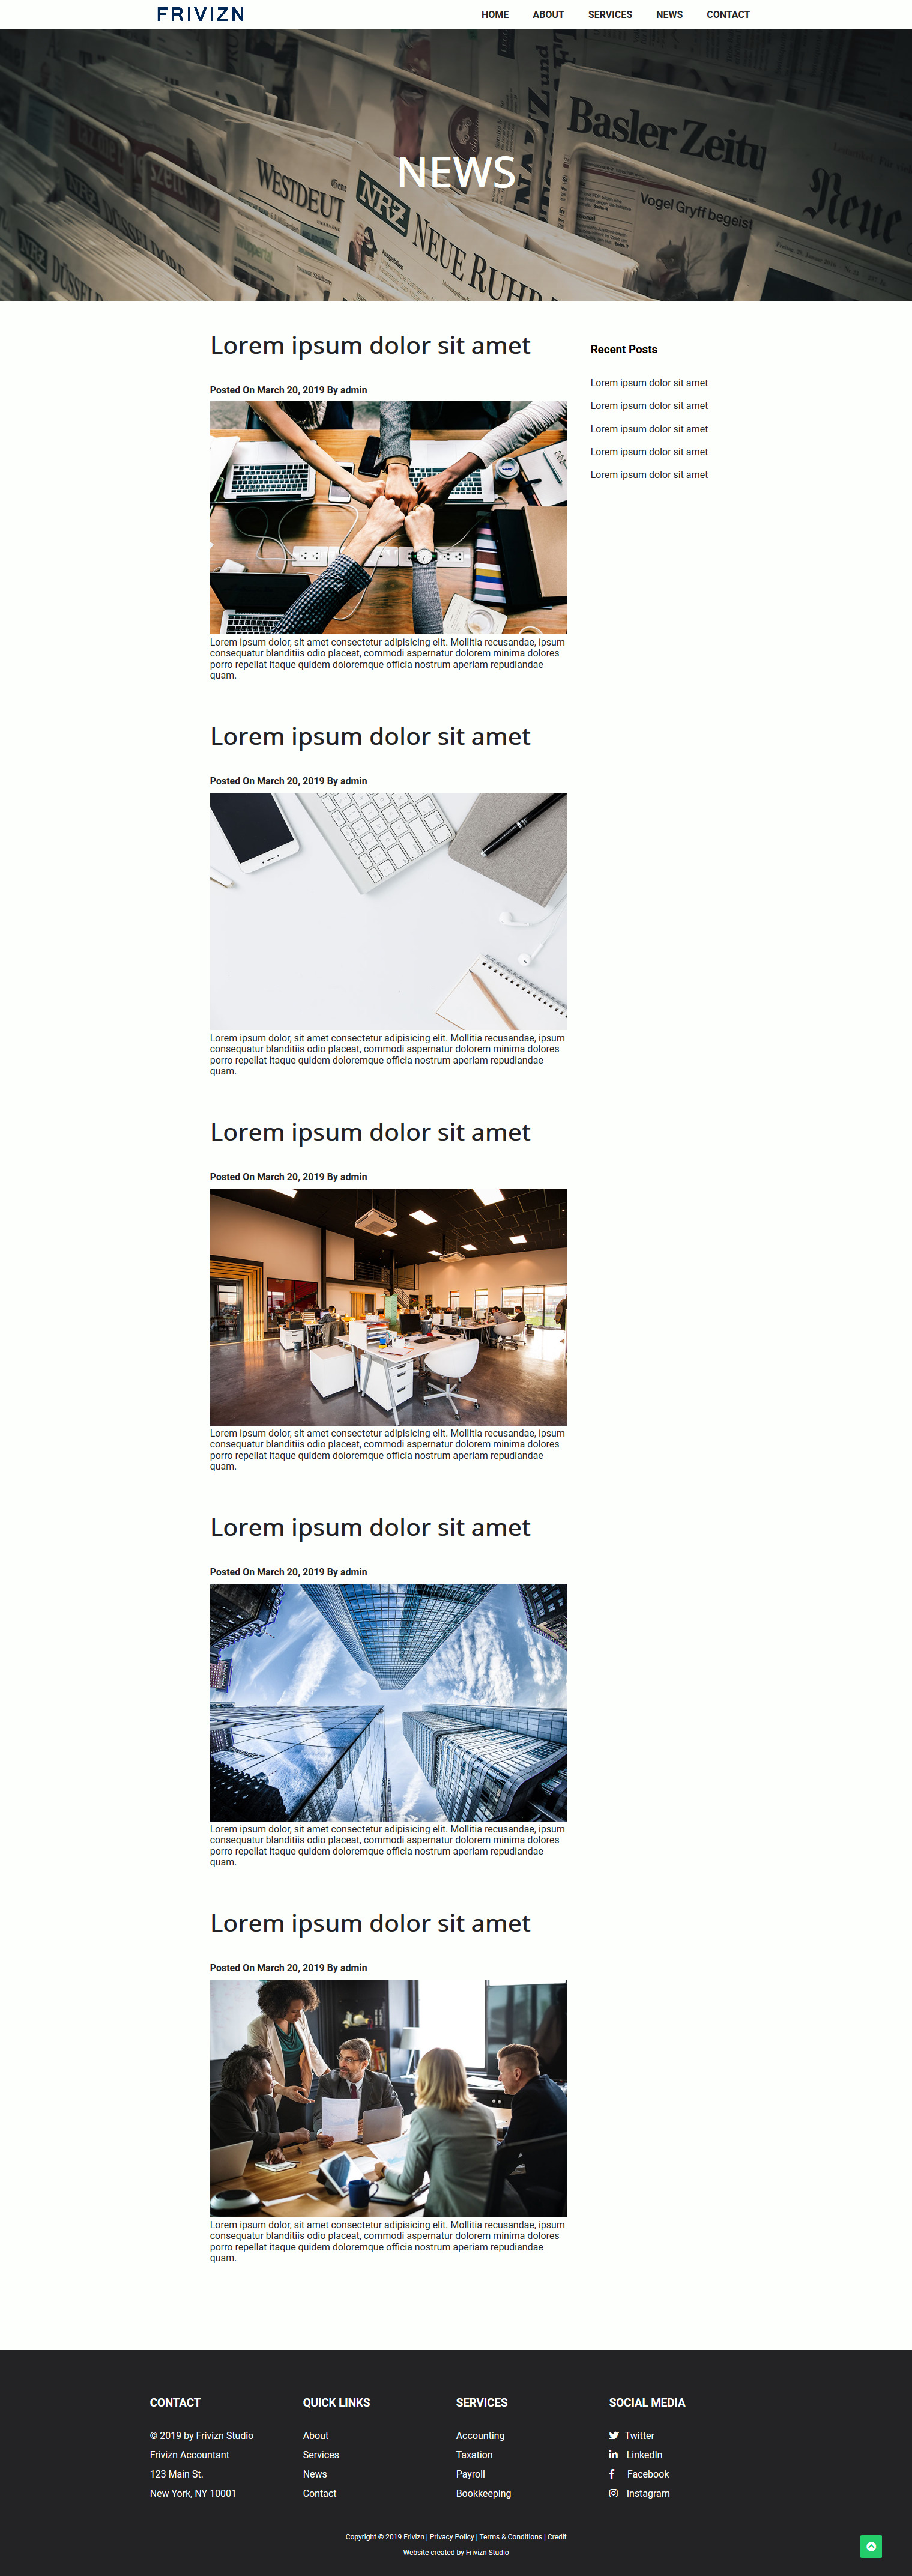 FRIVIZN
HOME ABOUT SERVICES NEWS CONTACT
Basler Zeitu
WESTDEUT
NRZ
NEUE RUHR
Vogel Gryff begeist
Neue
DÜSSELD
NEWS
Lorem ipsum dolor sit amet
Posted On March 20, 2019 By admin
Lorem ipsum dolor, sit amet consectetur adipisicing elit. Mollitia recusandae, ipsum
consequatur blanditiis odio placeat, commodi aspernatur dolorem minima dolores
porro repellat itaque quidem doloremque officia nostrum aperiam repudiandae
quam.
Lorem ipsum dolor sit amet
Posted On March 20, 2019 By admin
Lorem ipsum dolor, sit amet consectetur adipisicing elit. Mollitia recusandae, ipsum
consequatur blanditiis odio placeat, commodi aspernatur dolorem minima dolores
porro repellat itaque quidem doloremque officia nostrum aperiam repudiandae
quam.
Lorem ipsum dolor sit amet
Posted On March 20, 2019 By admin
Lorem ipsum dolor, sit amet consectetur adipisicing elit. Mollitia recusandae, ipsum
consequatur blanditiis odio placeat, commodi aspernatur dolorem minima dolores
porro repellat itaque quidem doloremque officia nostrum aperiam repudiandae
quam.
Lorem ipsum dolor sit amet
Posted On March 20, 2019 By admin
Lorem ipsum dolor, sit amet consectetur adipisicing elit. Mollitia recusandae, ipsum
consequatur blanditiis odio placeat, commodi aspernatur dolorem minima dolores
porro repellat itaque quidem doloremque officia nostrum aperiam repudiandae
quam.
Lorem ipsum dolor sit amet
Posted On March 20, 2019 By admin
Lorem ipsum dolor, sit amet consectetur adipisicing elit. Mollitia recusandae, ipsum
consequatur blanditiis odio placeat, commodi aspernatur dolorem minima dolores
porro repellat itaque quidem doloremque officia nostrum aperiam repudiandae
quam.
Recent Posts
Lorem ipsum dolor sit amet
Lorem ipsum dolor sit amet
Lorem ipsum dolor sit amet
Lorem ipsum dolor sit amet
Lorem ipsum dolor sit amet
CONTACT
© 2019 by Frivizn Studio
Frivizn Accountant
123 Main St.
New York, NY 10001
QUICK LINKS
About
Services
News
Contact
SERVICES
Accounting
Taxation
Payroll
Bookkeeping
SOCIAL MEDIA
Twitter
LinkedIn
Facebook
Instagram
Copyright © 2019 Frivizn | Privacy Policy | Terms & Conditions | Credit
Website created by Frivizn Studio